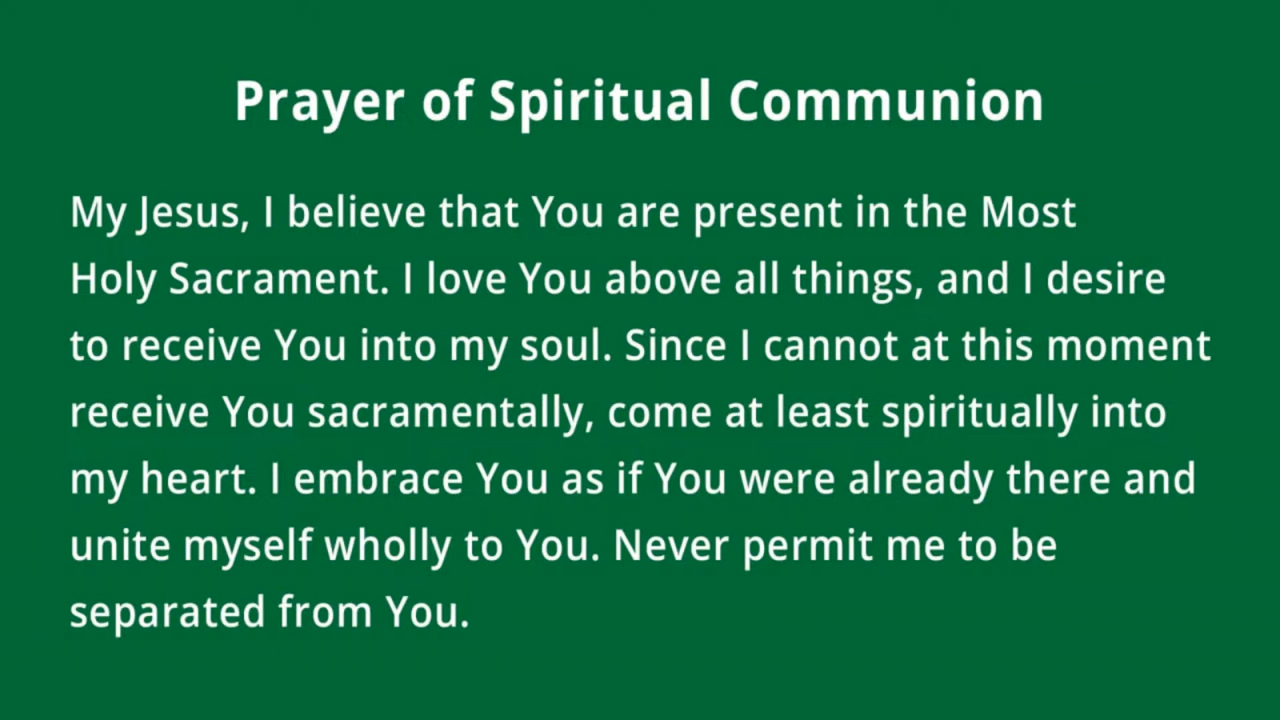 Prayer of Spiritual Communion
My Jesus, I believe that You are present in the Most
Holy Sacrament. I love You above all things, and I desire
to receive You into my soul. Since I cannot at this moment
receive You sacramentally, come at least spiritually into
my heart. I embrace You as if You were already there and
unite myself wholly to You. Never permit me to be
separated from You.